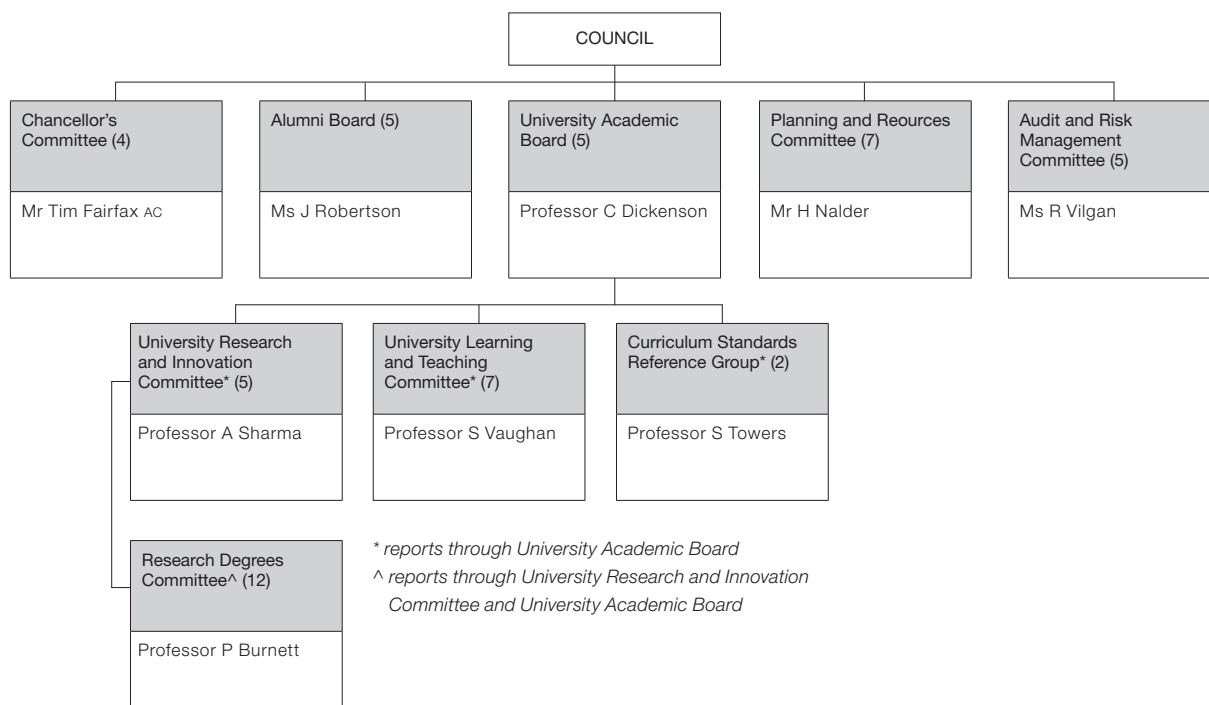 COUNCIL
Chancellor's
Committee (4)
Mr Tim Fairfax AC
Alumni Board (5)
Ms J Robertson
University Academic
Board (5)
Professor C Dickenson
Planning and Reources
Committee (7)
Mr H Nalder
Audit and Risk
Management
Committee (5)
Ms R Vilgan
University Research
and Innovation
Committee* (5)
Professor A Sharma
University Learning
and Teaching
Committee* (7)
Professor S Vaughan
Curriculum Standards
Reference Group* (2)
Professor S Towers
Research Degrees
Committee^ (12)
Professor P Burnett
* reports through University Academic Board
^ reports through University Research and Innovation
Committee and University Academic Board